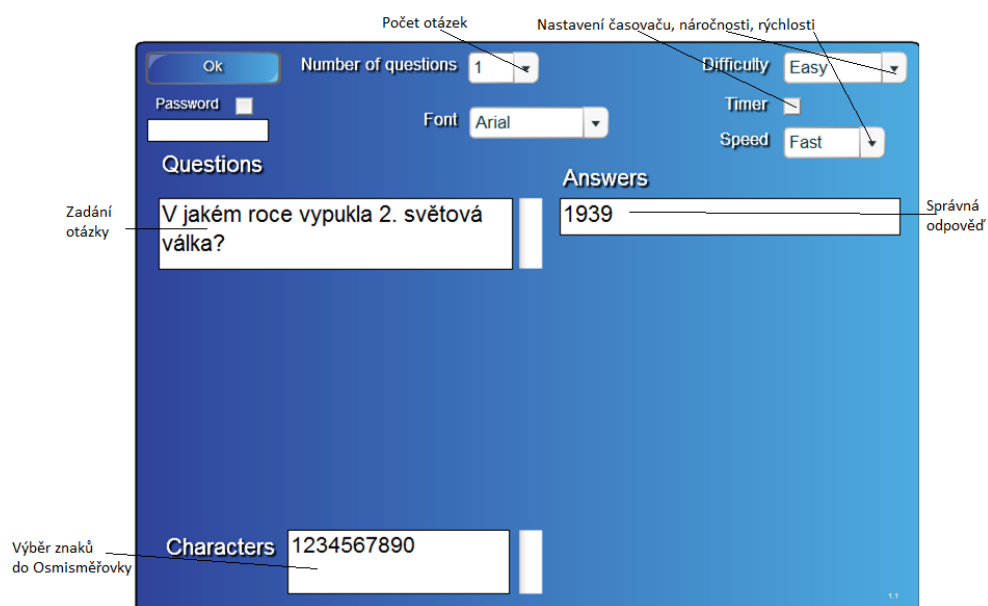 Počet otázek
Nastavení časovaču, náročnosti, rýchlosti
Ok
Number of questions
1
Difficulty
Easy
Password
Font
Arial
Timer
Speed
Fast
Questions
Answers
Zadání
otázky
V jakém roce vypukla 2. světová
válka?
1939
Správná
odpověď
Výběr znaků
do Osmisměřovky
Characters
1234567890
1.1